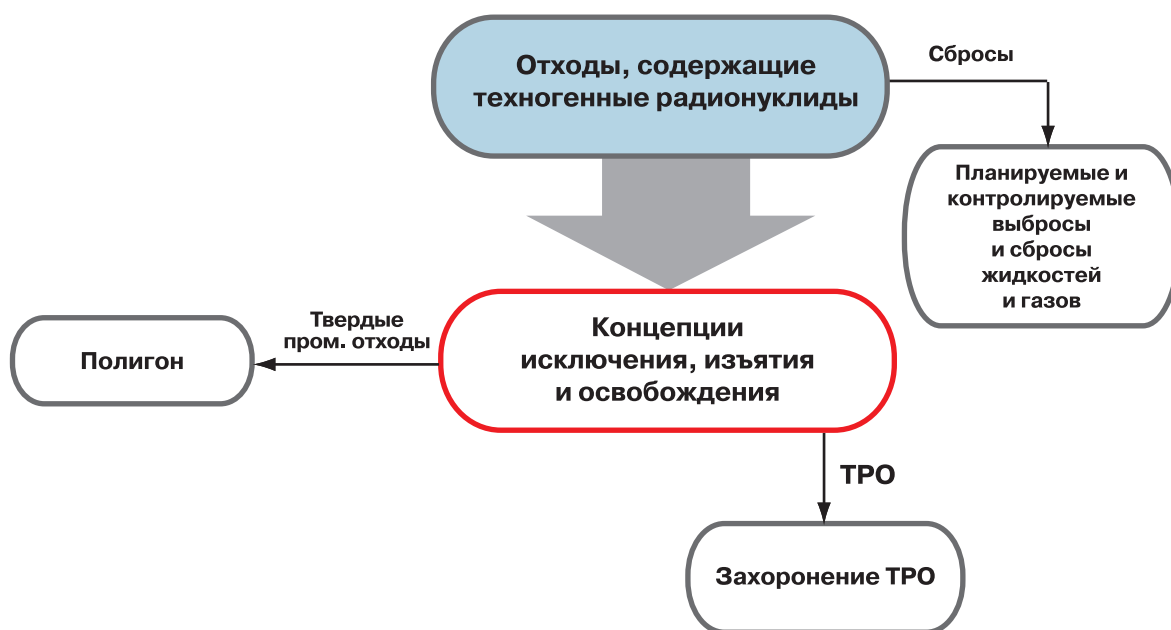 Отходы, содержащие
техногенные радионуклиды
Сбросы
Планируемые и
контролируемые
выбросы
и сбросы
жидкостей
и газов
Концепции
исключения, изъятия
и освобождения
Твердые
пром. отходы
Полигон
ТРО
Захоронение ТРО